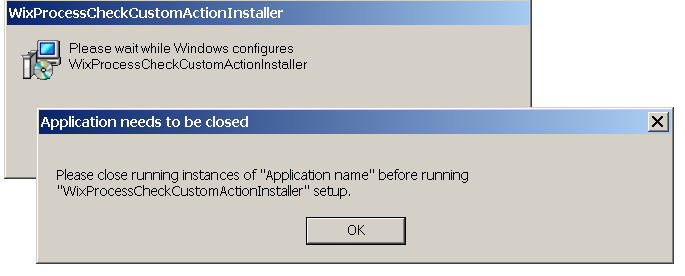 WixProcessCheckCustomActionInstaller
Please wait while Windows configures
WixProcessCheckCustomActionInstaller
Application needs to be closed
Please close running instances of "Application name" before running
"WixProcessCheckCustomActionInstaller" setup.
OK